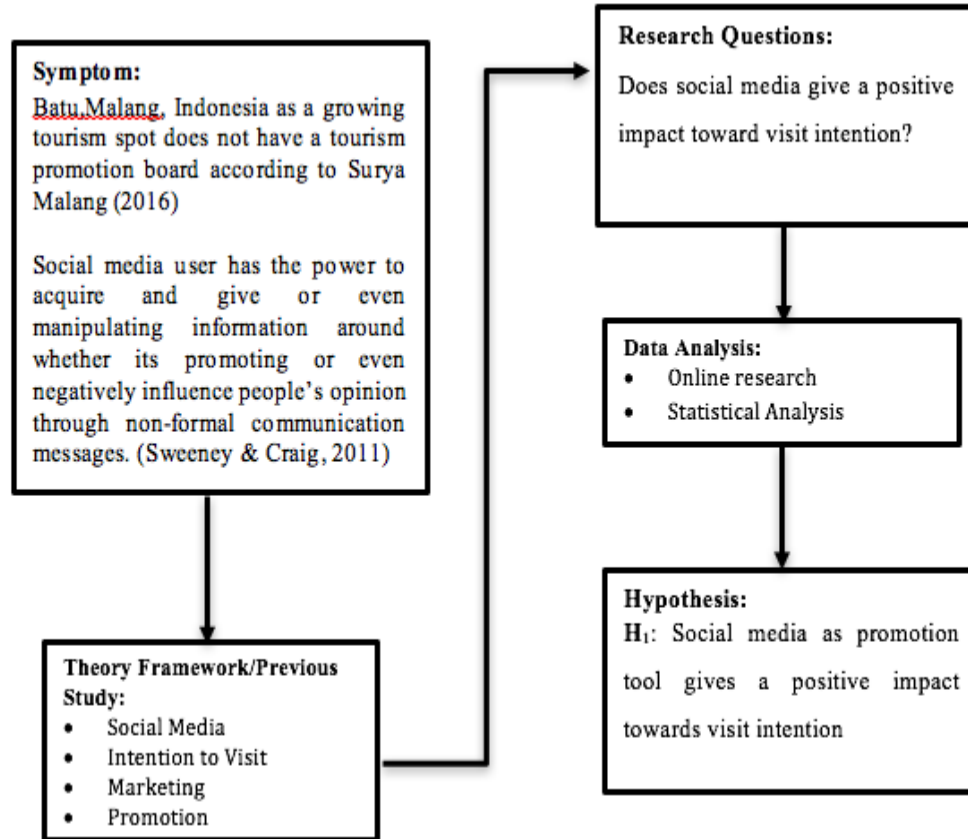 Symptom:
Batu,Malang, Indonesia as a growing
tourism spot does not have a tourism
promotion board according to Surya
Malang (2016)
Social media user has the power to
acquire and give or even
manipulating information around
whether its promoting or even
negatively influence people's opinion
through non-formal communication
messages. (Sweeney & Craig, 2011)
Theory Framework/Previous
Study:
• Social Media
• Intention to Visit
• Marketing
• Promotion
Research Questions:
Does social media give a positive
impact toward visit intention?
Data Analysis:
• Online research
• Statistical Analysis
Hypothesis:
H₁: Social media as promotion
tool gives a positive impact
towards visit intention